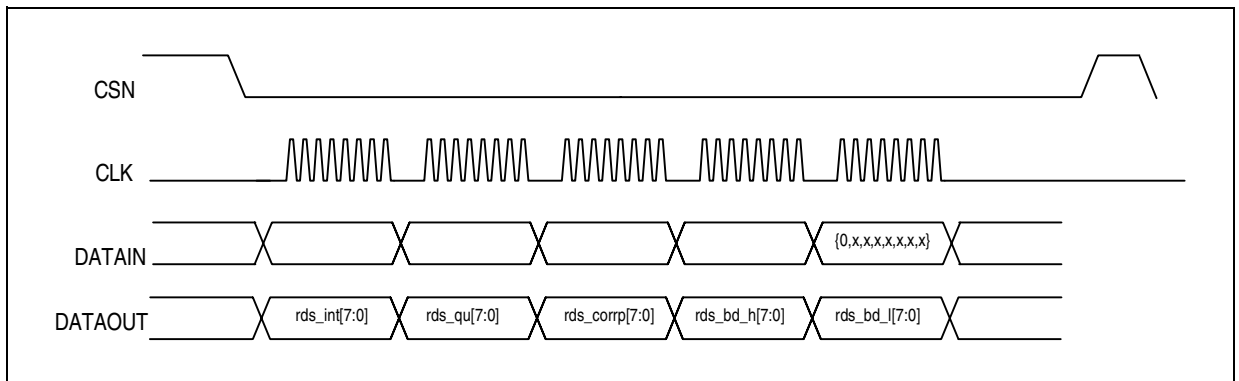 CSN
CLK
DATAIN {0,x,x,x,x,x,x,x}
DATAOUT rds_int[7:0] rds_qu[7:0] rds_corrp[7:0] rds_bd_h[7:0] rds_bd_l[7:0]